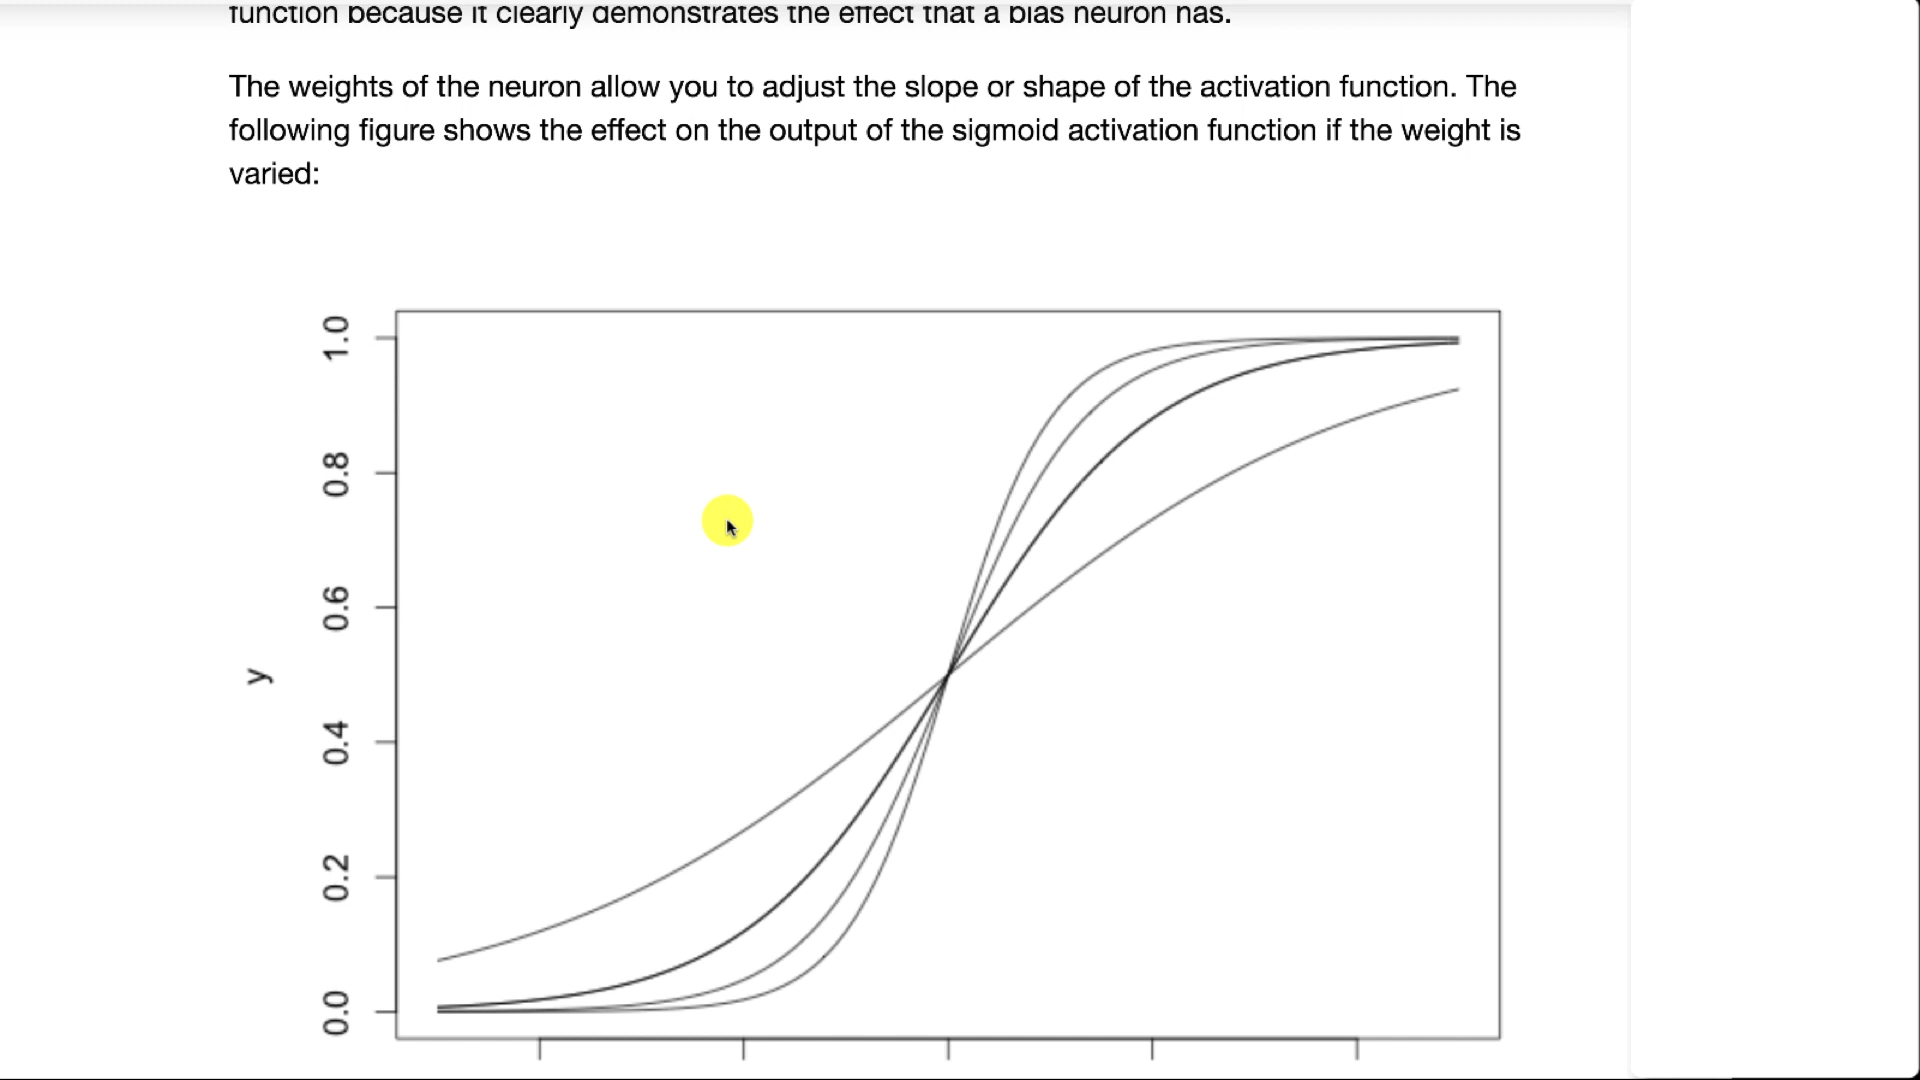 function because it clearly demonstrates the effect that a bias neuron has.
The weights of the neuron allow you to adjust the slope or shape of the activation function. The
following figure shows the effect on the output of the sigmoid activation function if the weight is
varied:
1.0
0.8
0.6
y
0.4
0.2
0.0